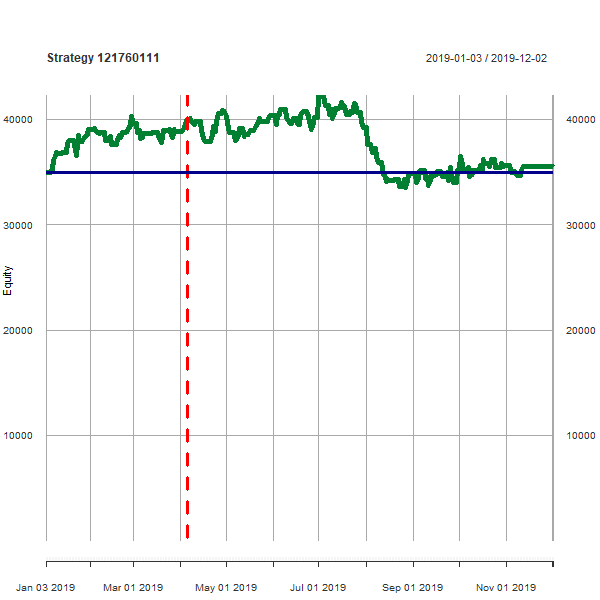 Strategy 121760111
2019-01-03 / 2019-12-02
40000 40000
30000 30000
Equity
20000 20000
10000 10000
Jan 03 2019 Mar 01 2019 May 01 2019 Jul 01 2019 Sep 01 2019 Nov 01 2019